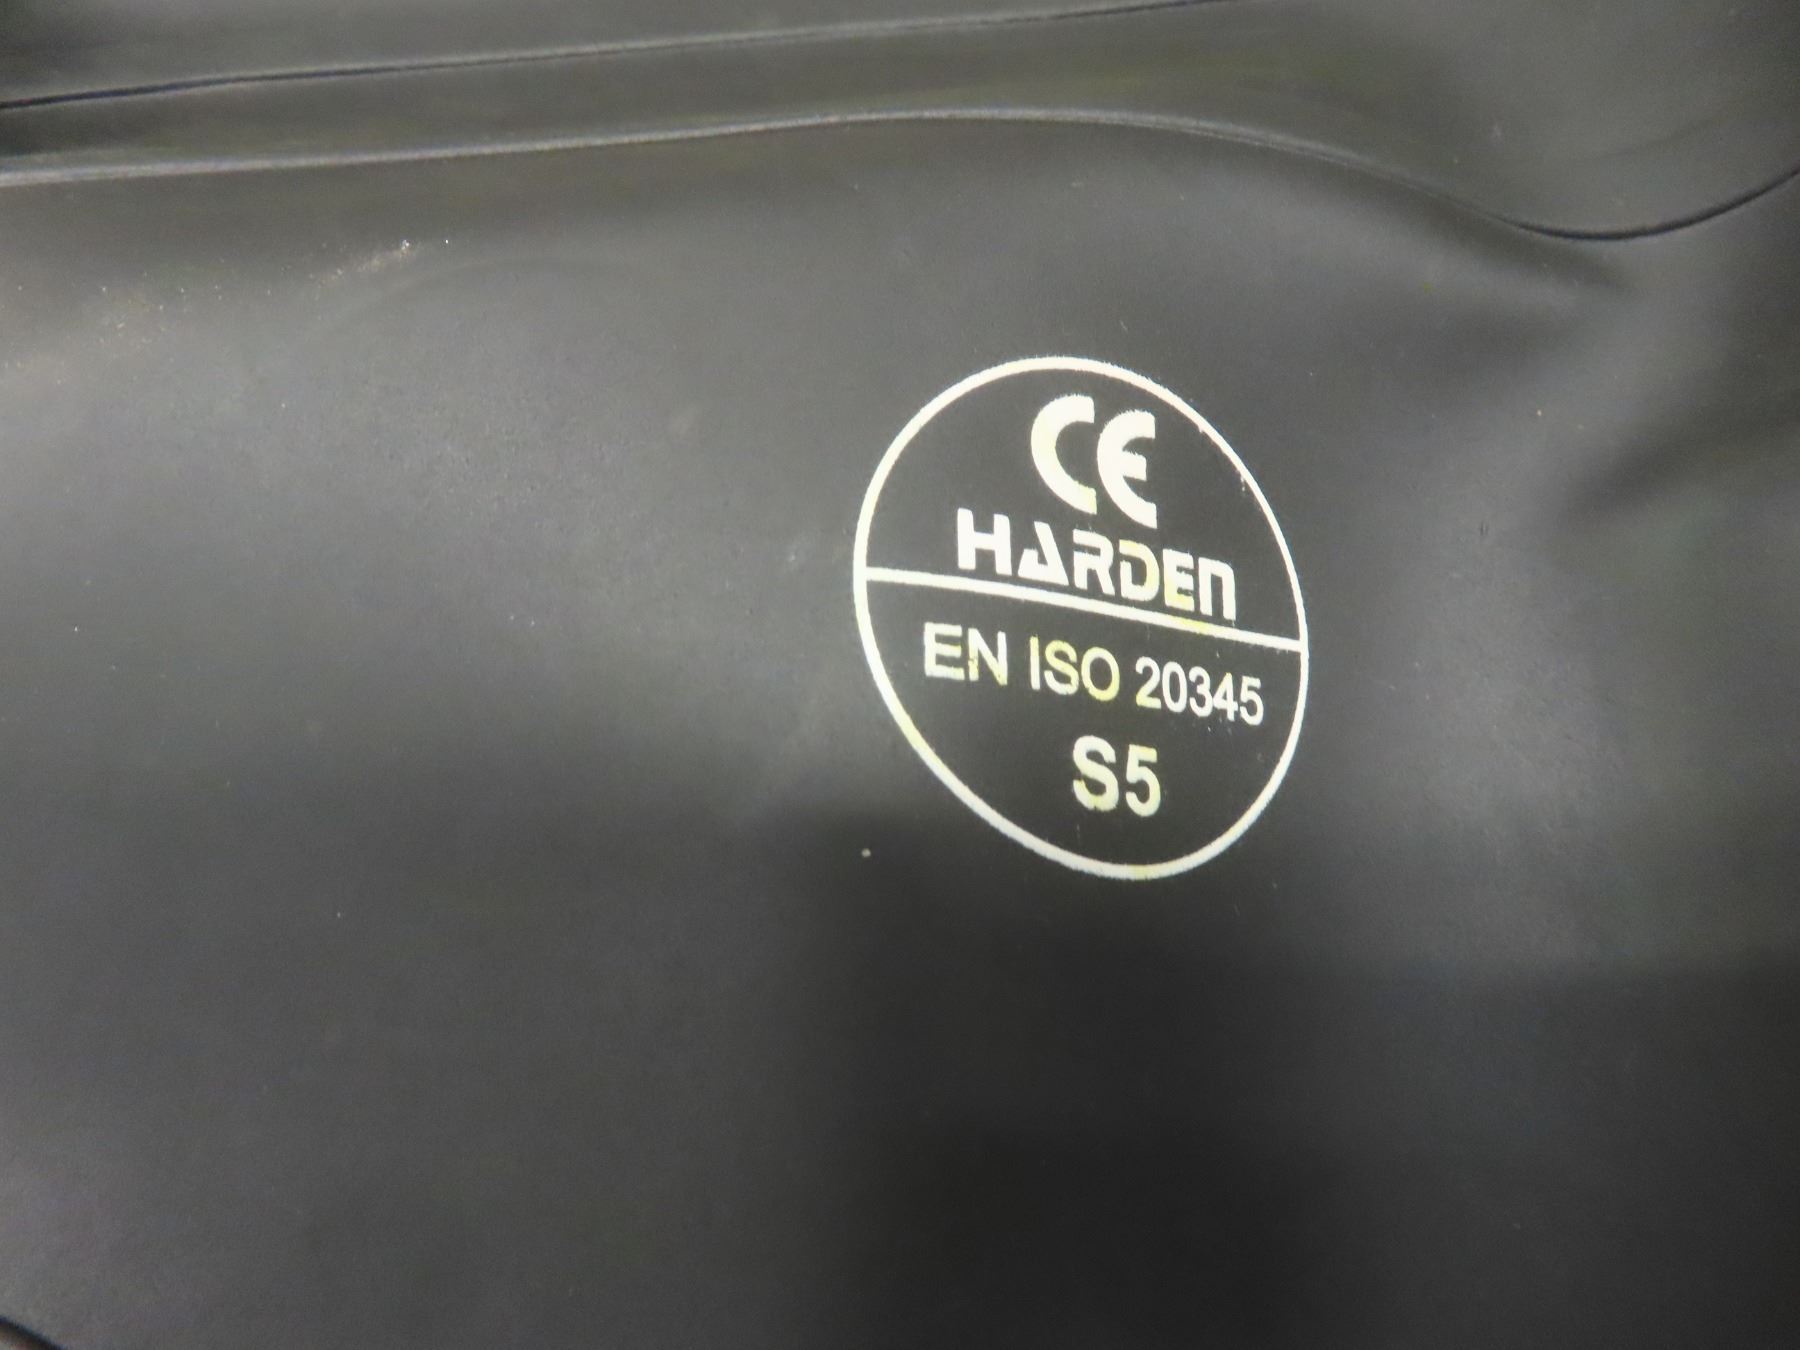 CE
HARDEN
EN ISO 20345
S5